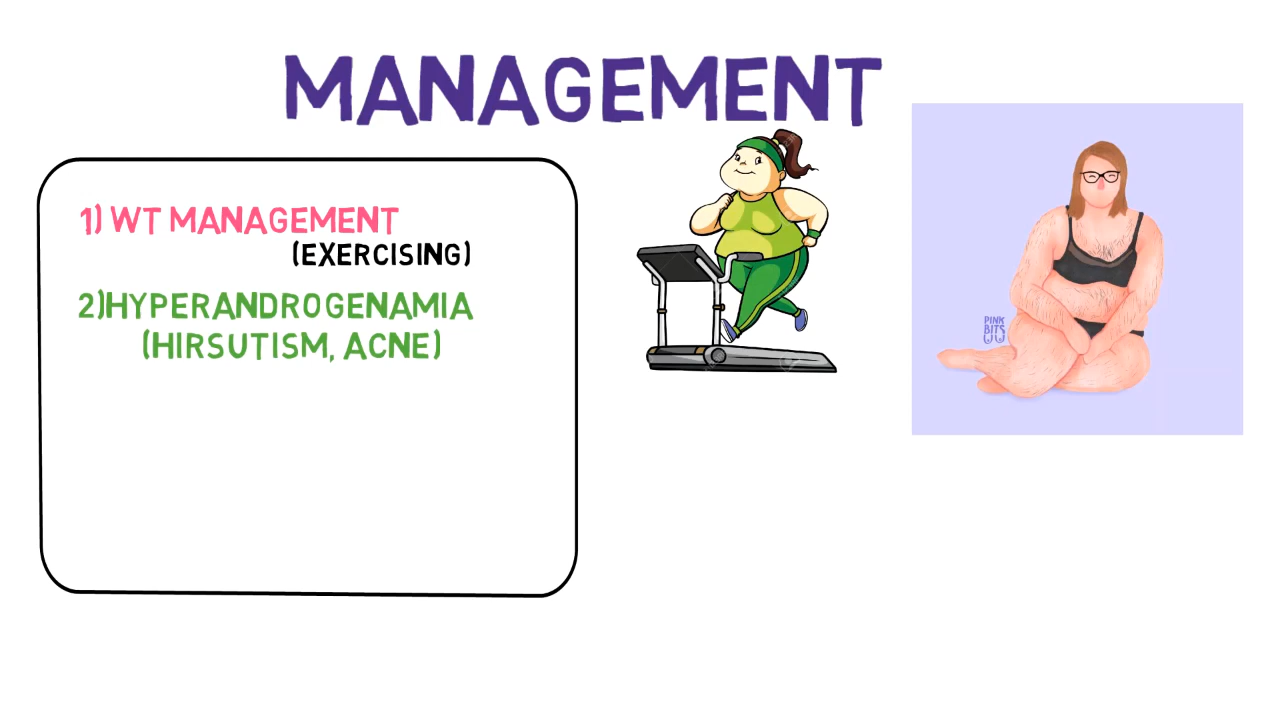 MANAGEMENT
1) WT MANAGEMENT
(EXERCISING)
2)HYPERANDROGENAMIA
(HIRSUTISM, ACNE)
PINK
BITS